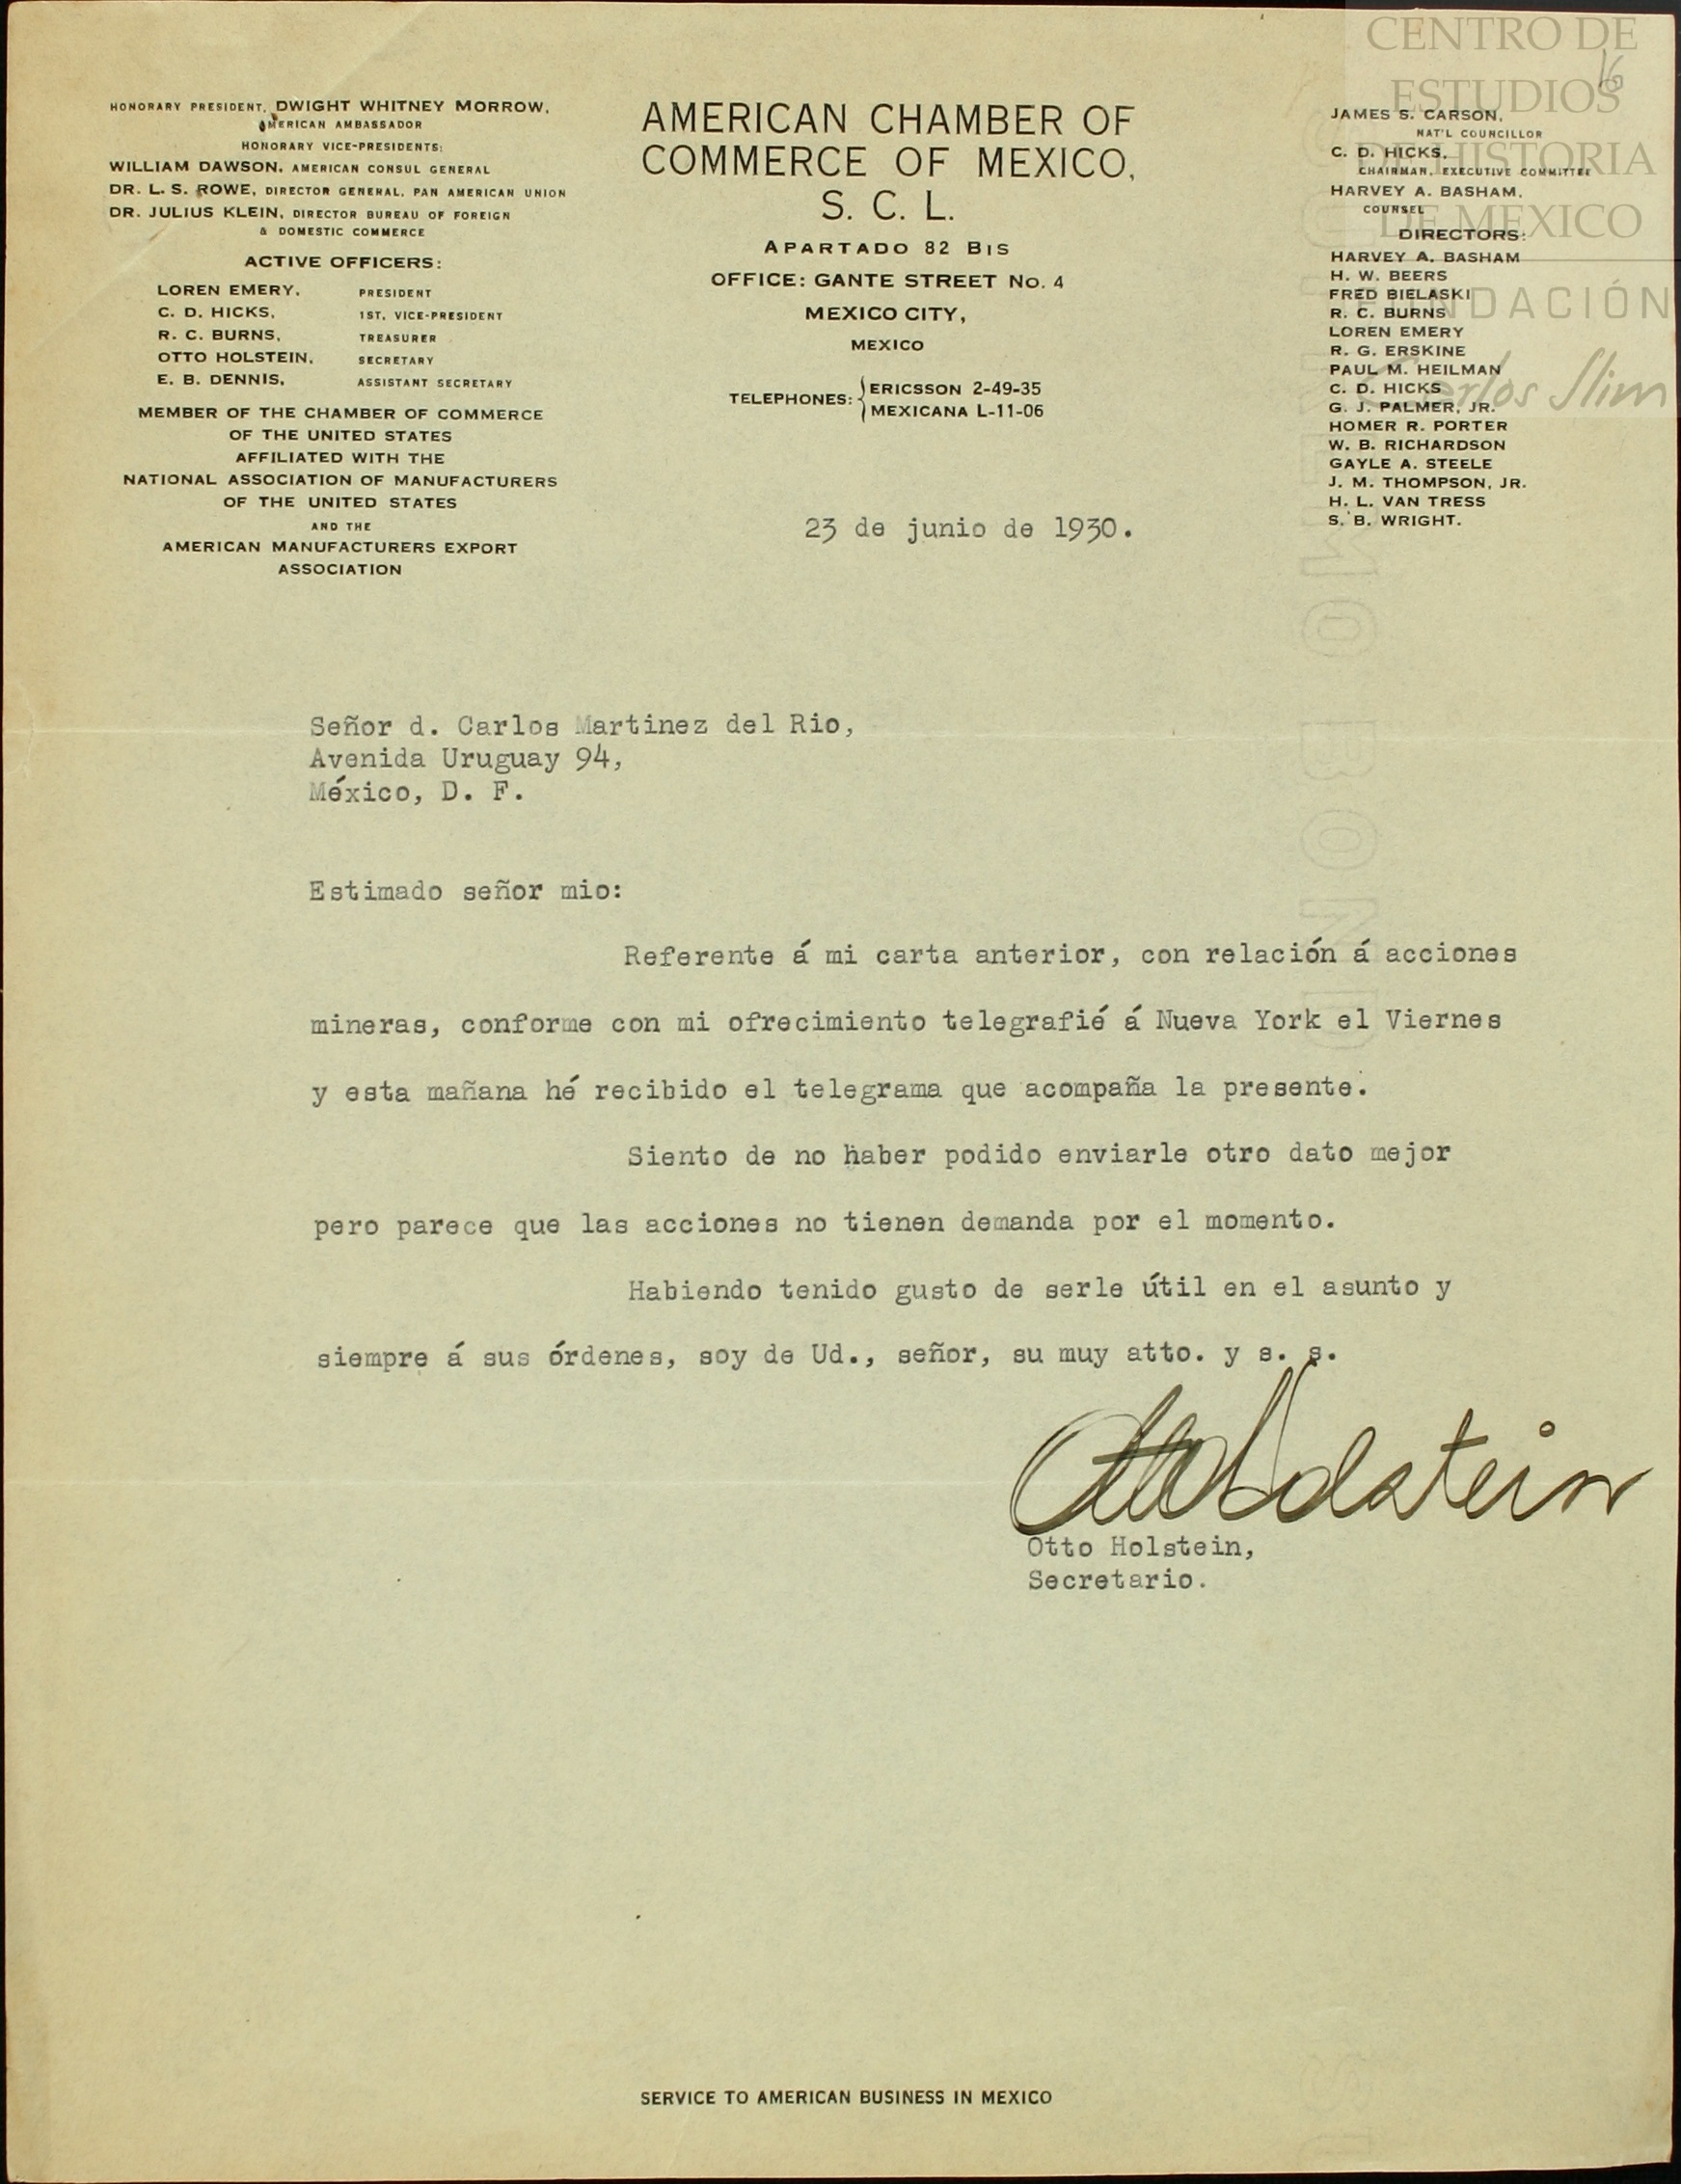 CENTRO DE
ESTUDIOS
DE HISTORIA
DE MEXICO
FUNDACIÓN
Carlos Slim
16
HONORARY PRESIDENT, DWIGHT WHITNEY MORROW,
AMERICAN AMBASSADOR
HONORARY VICE-PRESIDENTS:
WILLIAM DAWSON, AMERICAN CONSUL GENERAL
DR. L. S. ROWE, DIRECTOR GENERAL, PAN AMERICAN UNION
DR. JULIUS KLEIN, DIRECTOR BUREAU OF FOREIGN
& DOMESTIC COMMERCE
ACTIVE OFFICERS:
LOREN EMERY, PRESIDENT
C. D. HICKS, 1ST. VICE-PRESIDENT
R. C. BURNS, TREASURER
OTTO HOLSTEIN, SECRETARY
E. B. DENNIS, ASSISTANT SECRETARY
MEMBER OF THE CHAMBER OF COMMERCE
OF THE UNITED STATES
AFFILIATED WITH THE
NATIONAL ASSOCIATION OF MANUFACTURERS
OF THE UNITED STATES
AND THE
AMERICAN MANUFACTURERS EXPORT
ASSOCIATION
AMERICAN CHAMBER OF
COMMERCE OF MEXICO,
S. C. L.
APARTADO 82 BIS
OFFICE: GANTE STREET No. 4
MEXICO CITY,
MEXICO
TELEPHONES: ERICSSON 2-49-35
MEXICANA L-11-06
JAMES S. CARSON,
NAT'L COUNCILLOR
C. D. HICKS,
CHAIRMAN, EXECUTIVE COMMITTEE
HARVEY A. BASHAM,
COUNSEL
DIRECTORS:
HARVEY A. BASHAM
H. W. BEERS
FRED BIELASKI
R. C. BURNS
LOREN EMERY
R. G. ERSKINE
PAUL M. HEILMAN
C. D. HICKS
G. J. PALMER, JR.
HOMER R. PORTER
W. B. RICHARDSON
GAYLE A. STEELE
J. M. THOMPSON, JR.
H. L. VAN TRESS
S. B. WRIGHT.
23 de junio de 1930.
Señor d. Carlos Martinez del Rio,
Avenida Uruguay 94,
México, D. F.
Estimado señor mio:
Referente á mi carta anterior, con relación á acciones
mineras, conforme con mi ofrecimiento telegrafié á Nueva York el Viernes
y esta mañana hé recibido el telegrama que acompaña la presente.
Siento de no haber podido enviarle otro dato mejor
pero parece que las acciones no tienen demanda por el momento.
Habiendo tenido gusto de serle útil en el asunto y
siempre á sus órdenes, soy de Ud., señor, su muy atto. y s. s.
Otto Holstein
Otto Holstein,
Secretario.
SERVICE TO AMERICAN BUSINESS IN MEXICO